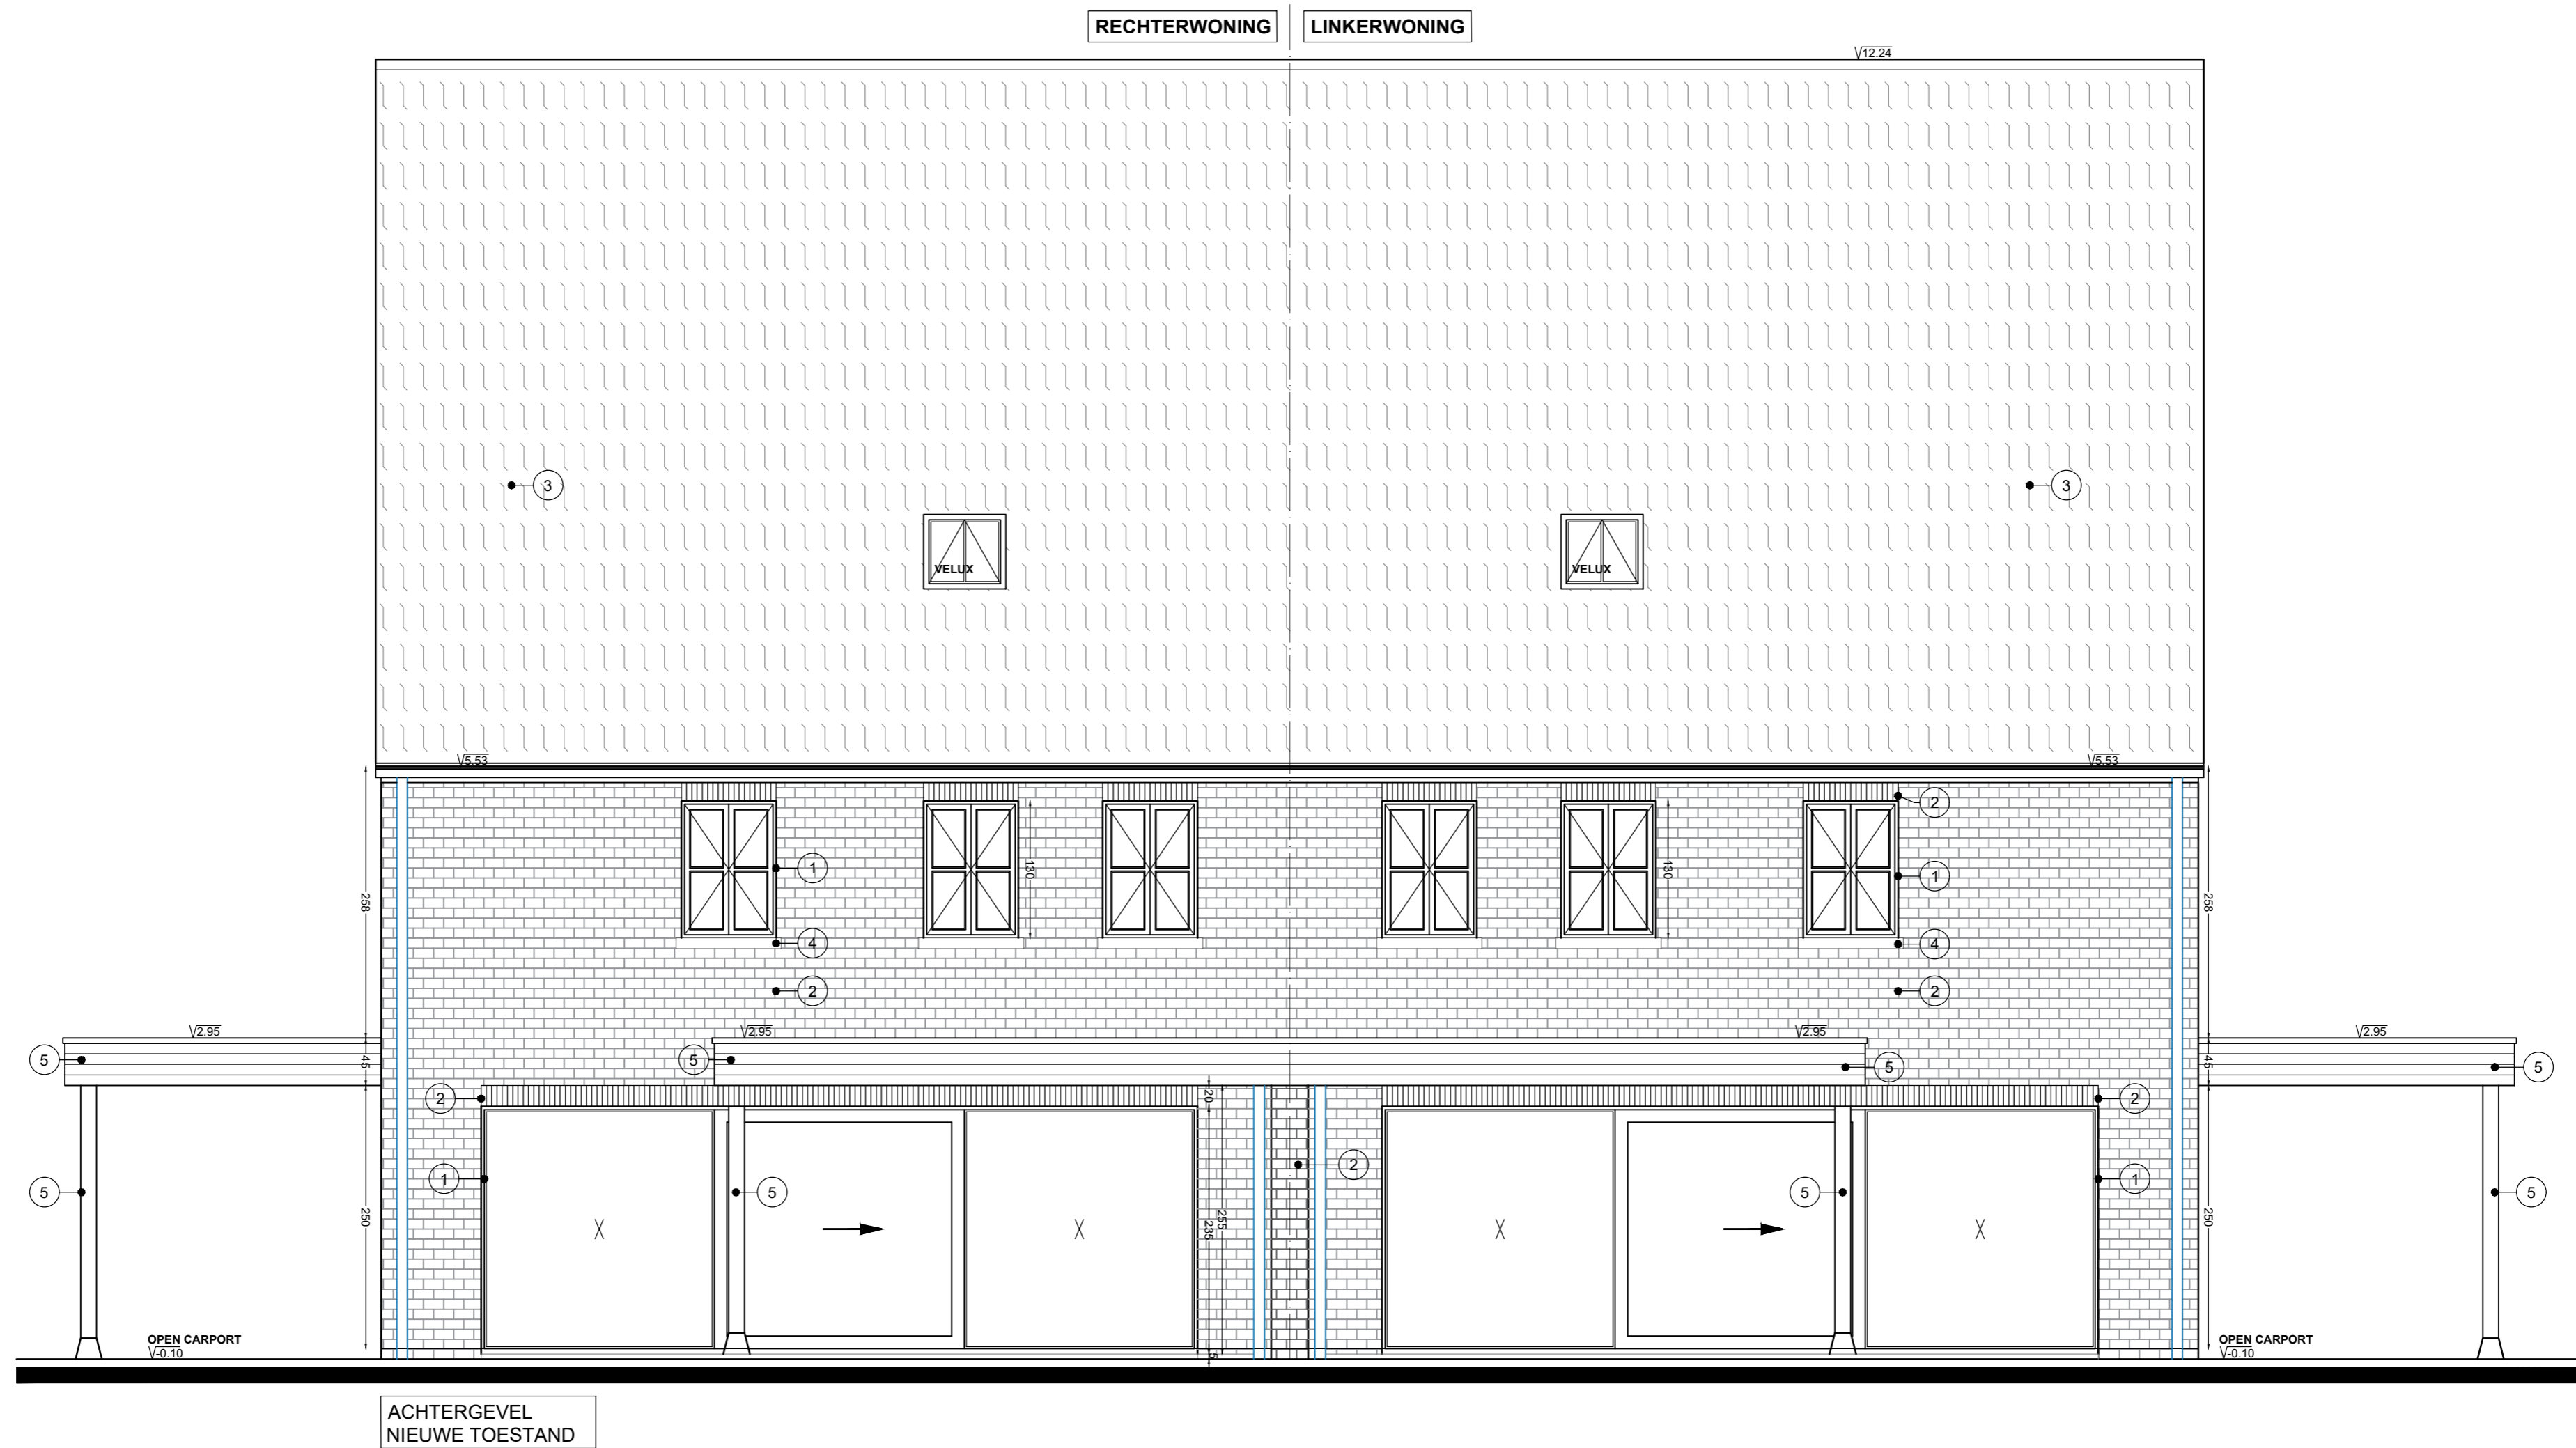 RECHTERWONING LINKERWONING
12.24
3 3
VELUX VELUX
5.53 5.53
2
1 130 130 1
258 258
4 4
2 2
2.95 2.95 2.95 2.95
5 45 5 5 45 5
2 20 2
1 2 1
5 5 5 5
250 235 255 250
X X X X
OPEN CARPORT OPEN CARPORT
-0.10 5 -0.10
ACHTERGEVEL
NIEUWE TOESTAND